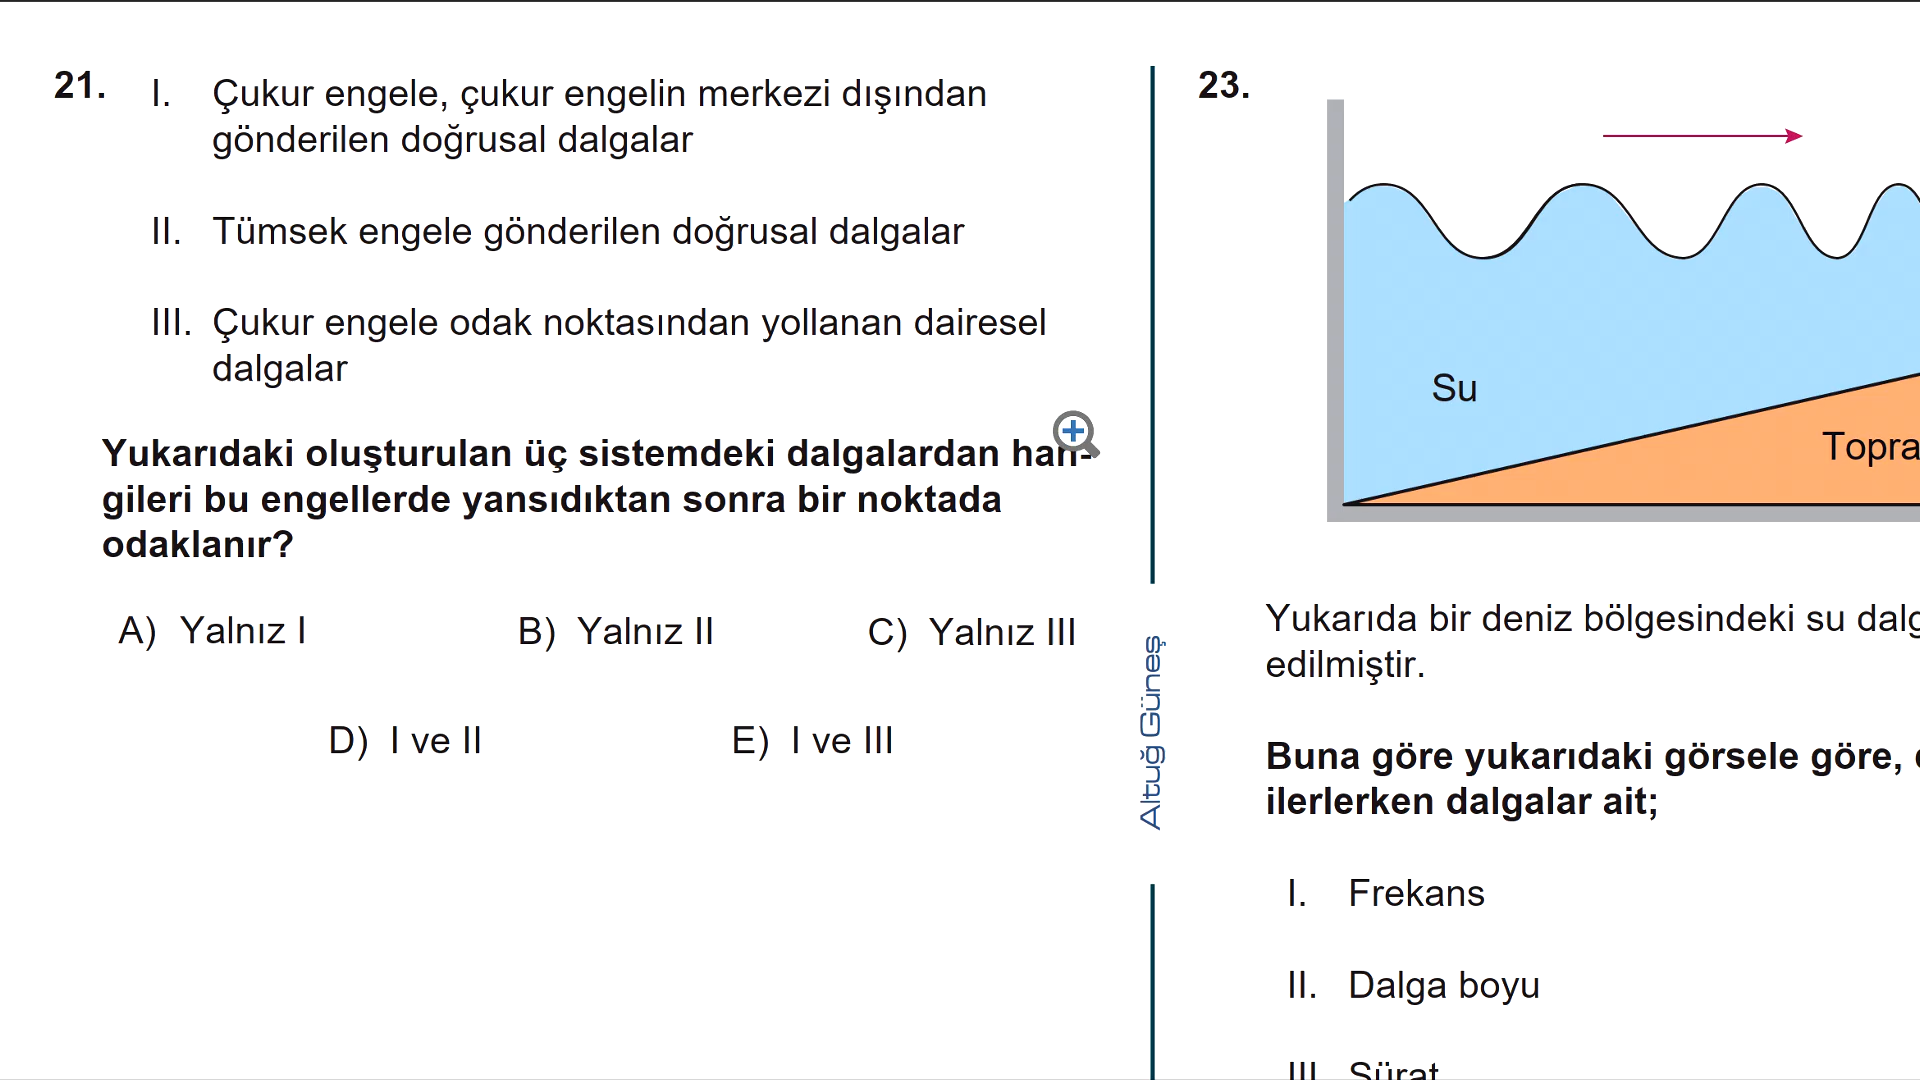 21.
I. Çukur engele, çukur engelin merkezi dışından
gönderilen doğrusal dalgalar
II. Tümsek engele gönderilen doğrusal dalgalar
III. Çukur engele odak noktasından yollanan dairesel
dalgalar
Yukarıdaki oluşturulan üç sistemdeki dalgalardan han-
gileri bu engellerde yansıdıktan sonra bir noktada
odaklanır?
A) Yalnız I
B) Yalnız II
C) Yalnız III
D) I ve II
E) I ve III
Altuğ Güneş
23.
Su
Topra
Yukarıda bir deniz bölgesindeki su
edilmiştir.
Buna göre yukarıdaki görsele göre,
ilerlerken dalgalar ait;
I. Frekans
II. Dalga boyu
III. Sürat